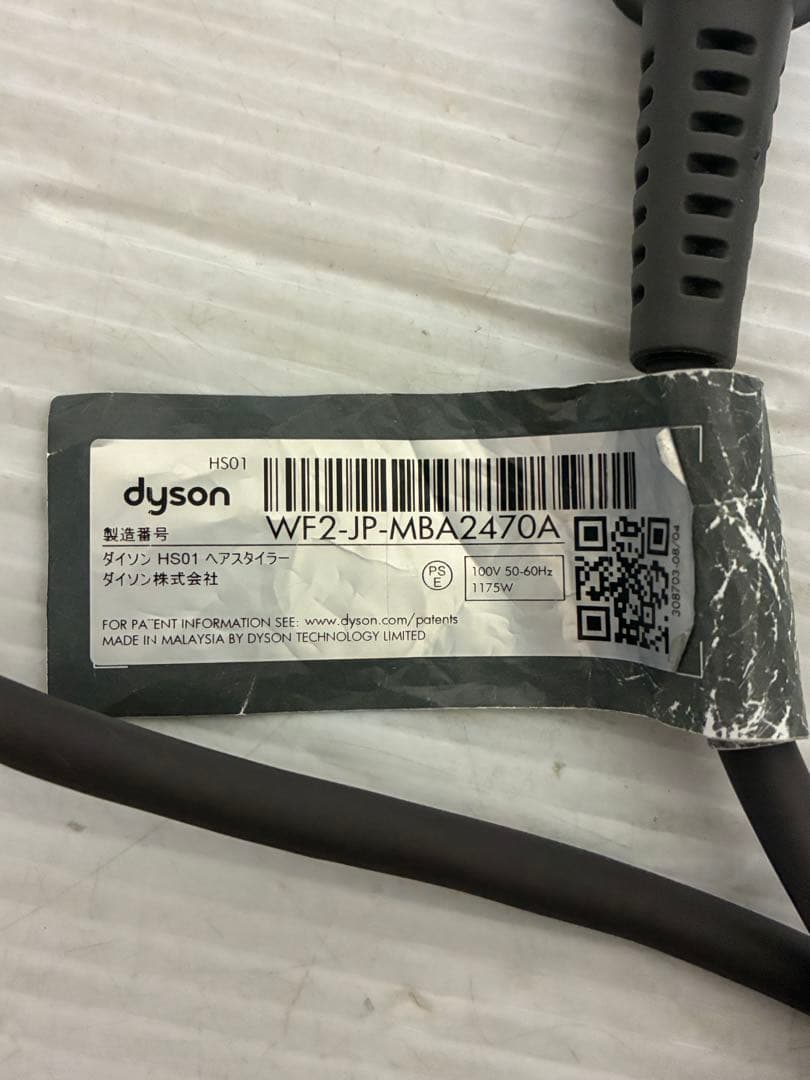 HS01
dyson
製造番号
WF2-JP-MBA2470A
ダイソン HS01 ヘアスタイラー
ダイソン株式会社
PS
E
100V 50-60Hz
1175W
308703-08/04
FOR PATENT INFORMATION SEE: www.dyson.com/patents
MADE IN MALAYSIA BY DYSON TECHNOLOGY LIMITED